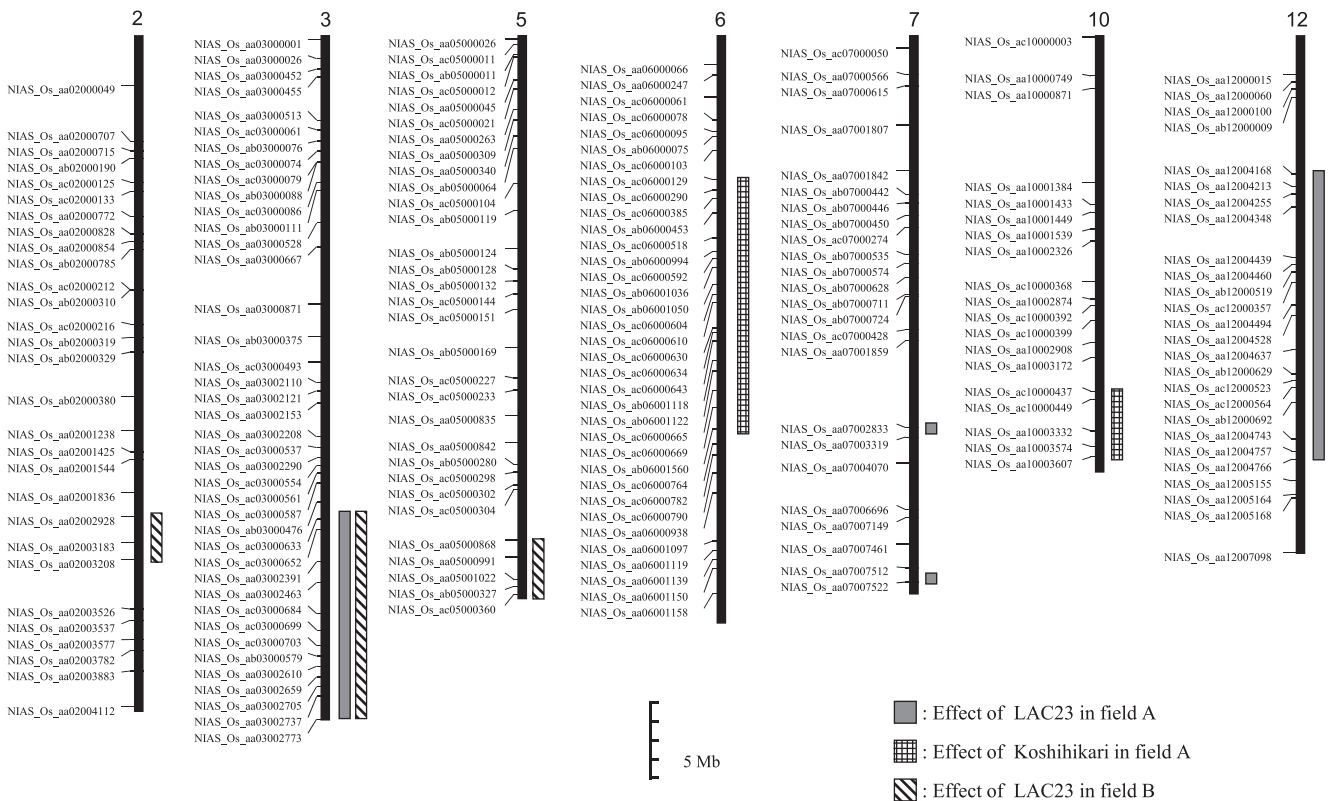 2
NIAS_Os_aa02000049
NIAS_Os_aa02000707
NIAS_Os_aa02000715
NIAS_Os_ab02000190
NIAS_Os_ac02000125
NIAS_Os_ac02000133
NIAS_Os_aa02000772
NIAS_Os_aa02000828
NIAS_Os_aa02000854
NIAS_Os_ab02000785
NIAS_Os_ac02000212
NIAS_Os_ab02000310
NIAS_Os_ac02000216
NIAS_Os_ab02000319
NIAS_Os_ab02000329
NIAS_Os_ab02000380
NIAS_Os_aa02001238
NIAS_Os_aa02001425
NIAS_Os_aa02001544
NIAS_Os_aa02001836
NIAS_Os_aa02002928
NIAS_Os_aa02003183
NIAS_Os_aa02003208
NIAS_Os_aa02003526
NIAS_Os_aa02003537
NIAS_Os_aa02003577
NIAS_Os_aa02003782
NIAS_Os_aa02003883
NIAS_Os_aa02004112
3
NIAS_Os_aa03000001
NIAS_Os_aa03000026
NIAS_Os_aa03000452
NIAS_Os_aa03000455
NIAS_Os_aa03000513
NIAS_Os_ac03000061
NIAS_Os_ab03000076
NIAS_Os_ac03000074
NIAS_Os_ac03000079
NIAS_Os_ab03000088
NIAS_Os_ac03000086
NIAS_Os_ab03000111
NIAS_Os_aa03000528
NIAS_Os_aa03000667
NIAS_Os_aa03000871
NIAS_Os_ab03000375
NIAS_Os_ac03000493
NIAS_Os_aa03002110
NIAS_Os_aa03002121
NIAS_Os_aa03002153
NIAS_Os_aa03002208
NIAS_Os_ac03000537
NIAS_Os_aa03002290
NIAS_Os_ac03000554
NIAS_Os_ac03000561
NIAS_Os_ac03000587
NIAS_Os_ab03000476
NIAS_Os_ac03000633
NIAS_Os_ac03000652
NIAS_Os_aa03002391
NIAS_Os_aa03002463
NIAS_Os_ac03000684
NIAS_Os_ac03000699
NIAS_Os_ac03000703
NIAS_Os_ab03000579
NIAS_Os_aa03002610
NIAS_Os_aa03002659
NIAS_Os_aa03002705
NIAS_Os_aa03002737
NIAS_Os_aa03002773
5
NIAS_Os_aa05000026
NIAS_Os_ac05000011
NIAS_Os_ab05000011
NIAS_Os_ac05000012
NIAS_Os_aa05000045
NIAS_Os_ac05000021
NIAS_Os_aa05000263
NIAS_Os_aa05000309
NIAS_Os_aa05000340
NIAS_Os_ab05000064
NIAS_Os_ac05000104
NIAS_Os_ab05000119
NIAS_Os_ab05000124
NIAS_Os_ab05000128
NIAS_Os_ab05000132
NIAS_Os_ac05000144
NIAS_Os_ac05000151
NIAS_Os_ab05000169
NIAS_Os_ac05000227
NIAS_Os_ac05000233
NIAS_Os_aa05000835
NIAS_Os_aa05000842
NIAS_Os_ab05000280
NIAS_Os_ac05000298
NIAS_Os_ac05000302
NIAS_Os_ac05000304
NIAS_Os_aa05000868
NIAS_Os_aa05000991
NIAS_Os_aa05001022
NIAS_Os_ab05000327
NIAS_Os_ac05000360
6
NIAS_Os_aa06000066
NIAS_Os_aa06000247
NIAS_Os_ac06000061
NIAS_Os_ac06000078
NIAS_Os_ac06000095
NIAS_Os_ab06000075
NIAS_Os_ac06000103
NIAS_Os_ac06000129
NIAS_Os_ac06000290
NIAS_Os_ac06000385
NIAS_Os_ab06000453
NIAS_Os_ac06000518
NIAS_Os_ab06000994
NIAS_Os_ac06000592
NIAS_Os_ab06001036
NIAS_Os_ab06001050
NIAS_Os_ac06000604
NIAS_Os_ac06000610
NIAS_Os_ac06000630
NIAS_Os_ac06000634
NIAS_Os_ac06000643
NIAS_Os_ab06001118
NIAS_Os_ab06001122
NIAS_Os_ac06000665
NIAS_Os_ac06000669
NIAS_Os_ab06001560
NIAS_Os_ac06000764
NIAS_Os_ac06000782
NIAS_Os_ac06000790
NIAS_Os_aa06000938
NIAS_Os_aa06001097
NIAS_Os_aa06001119
NIAS_Os_aa06001139
NIAS_Os_aa06001150
NIAS_Os_aa06001158
7
NIAS_Os_ac07000050
NIAS_Os_aa07000566
NIAS_Os_aa07000615
NIAS_Os_aa07001807
NIAS_Os_aa07001842
NIAS_Os_ab07000442
NIAS_Os_ab07000446
NIAS_Os_ab07000450
NIAS_Os_ac07000274
NIAS_Os_ab07000535
NIAS_Os_ab07000574
NIAS_Os_ab07000628
NIAS_Os_ab07000711
NIAS_Os_ab07000724
NIAS_Os_ac07000428
NIAS_Os_aa07001859
NIAS_Os_aa07002833
NIAS_Os_aa07003319
NIAS_Os_aa07004070
NIAS_Os_aa07006696
NIAS_Os_aa07007149
NIAS_Os_aa07007461
NIAS_Os_aa07007512
NIAS_Os_aa07007522
10
NIAS_Os_ac10000003
NIAS_Os_aa10000749
NIAS_Os_aa10000871
NIAS_Os_aa10001384
NIAS_Os_aa10001433
NIAS_Os_aa10001449
NIAS_Os_aa10001539
NIAS_Os_aa10002326
NIAS_Os_ac10000368
NIAS_Os_aa10002874
NIAS_Os_ac10000392
NIAS_Os_ac10000399
NIAS_Os_aa10002908
NIAS_Os_aa10003172
NIAS_Os_ac10000437
NIAS_Os_ac10000449
NIAS_Os_aa10003332
NIAS_Os_aa10003574
NIAS_Os_aa10003607
12
NIAS_Os_aa12000015
NIAS_Os_aa12000060
NIAS_Os_aa12000100
NIAS_Os_ab12000009
NIAS_Os_aa12004168
NIAS_Os_aa12004213
NIAS_Os_aa12004255
NIAS_Os_aa12004348
NIAS_Os_aa12004439
NIAS_Os_aa12004460
NIAS_Os_ab12000519
NIAS_Os_ac12000357
NIAS_Os_aa12004494
NIAS_Os_aa12004528
NIAS_Os_aa12004637
NIAS_Os_ab12000629
NIAS_Os_ac12000523
NIAS_Os_ac12000564
NIAS_Os_ab12000692
NIAS_Os_aa12004743
NIAS_Os_aa12004757
NIAS_Os_aa12004766
NIAS_Os_aa12005155
NIAS_Os_aa12005164
NIAS_Os_aa12005168
NIAS_Os_aa12007098
5 Mb
: Effect of LAC23 in field A
: Effect of Koshihikari in field A
: Effect of LAC23 in field B